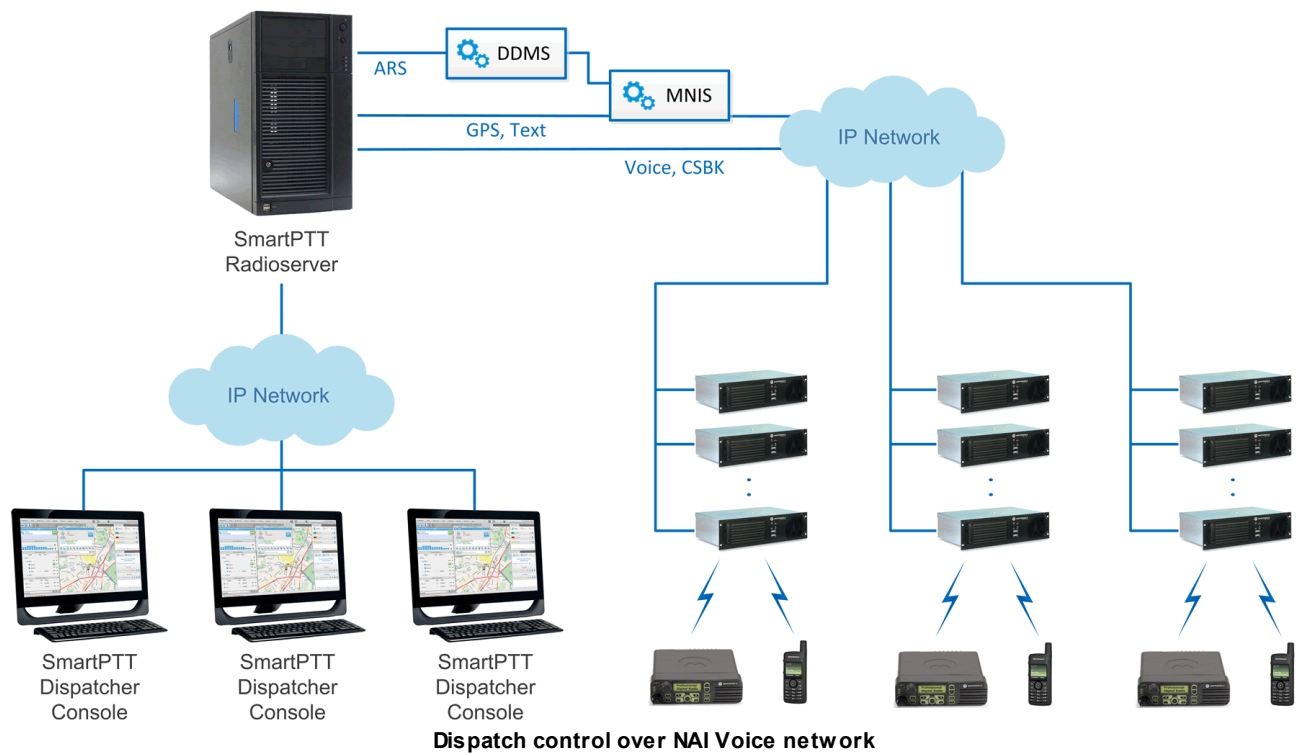 ARS
DDMS
MNIS
GPS, Text
Voice, CSBK
IP Network
SmartPTT
Radioserver
IP Network
SmartPTT
Dispatcher
Console
SmartPTT
Dispatcher
Console
SmartPTT
Dispatcher
Console
Dispatch control over NAI Voice network